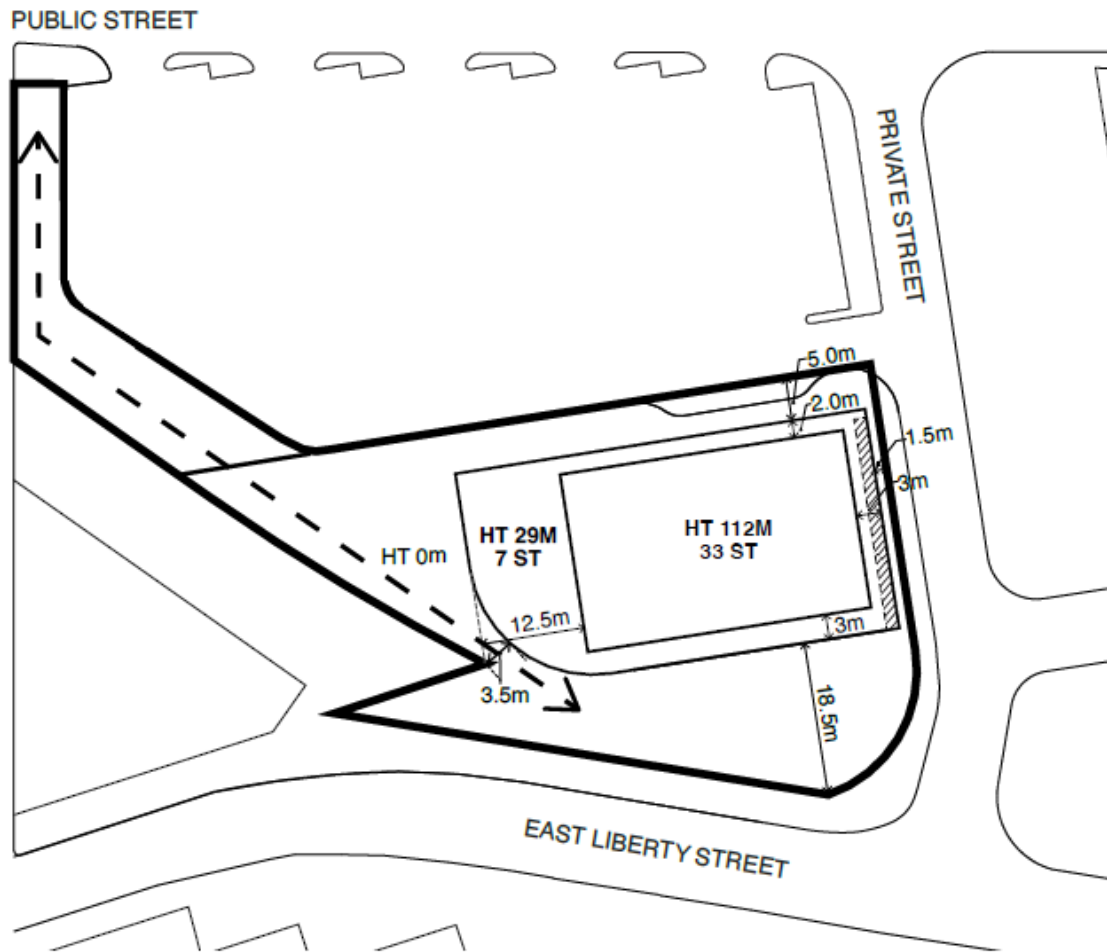 PUBLIC STREET
PRIVATE STREET
5.0m
2.0m
1.5m
3m
HT 29M
7 ST
HT 112M
33 ST
HT 0m
12.5m
3m
3.5m
18.5m
EAST LIBERTY STREET